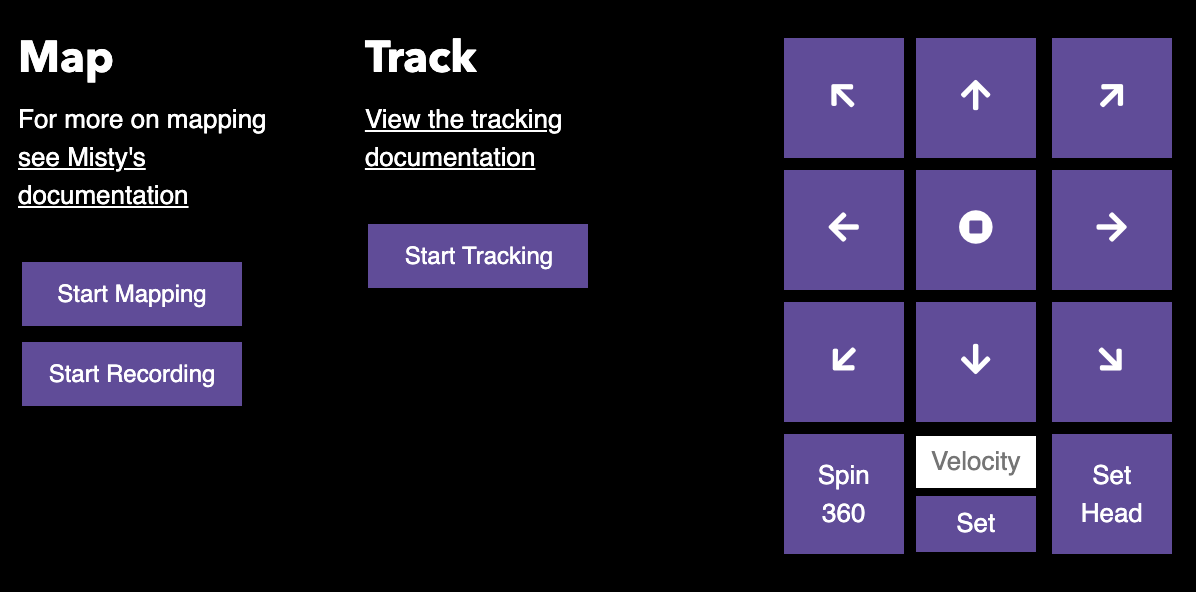 Map
For more on mapping
see Misty's
documentation
Start Mapping
Start Recording
Track
View the tracking
documentation
Start Tracking
Spin
360
Velocity
Set
Set
Head